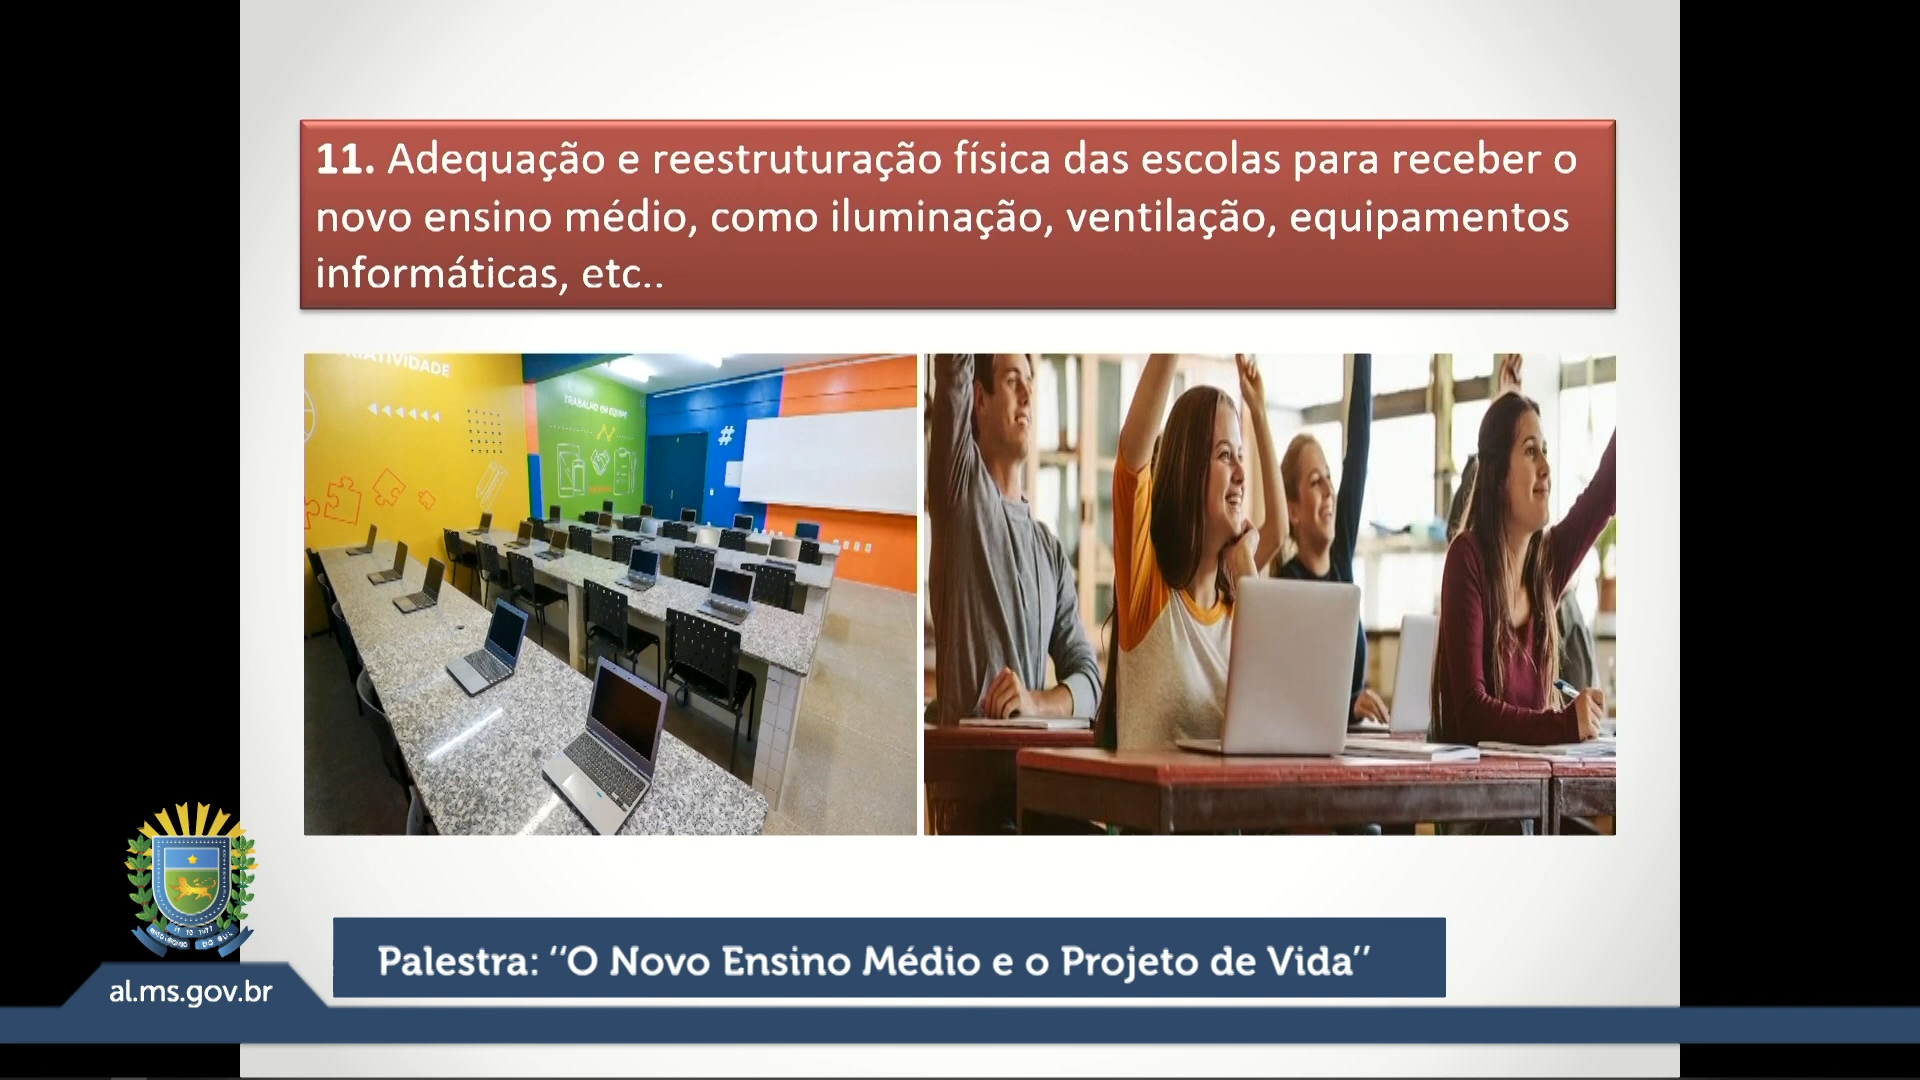 11. Adequação e reestruturação física das escolas para receber o
novo ensino médio, como iluminação, ventilação, equipamentos
informáticas, etc..
TRABALHO EM EQUIPE
#
Palestra: ‘‘O Novo Ensino Médio e o Projeto de Vida’’
al.ms.gov.br